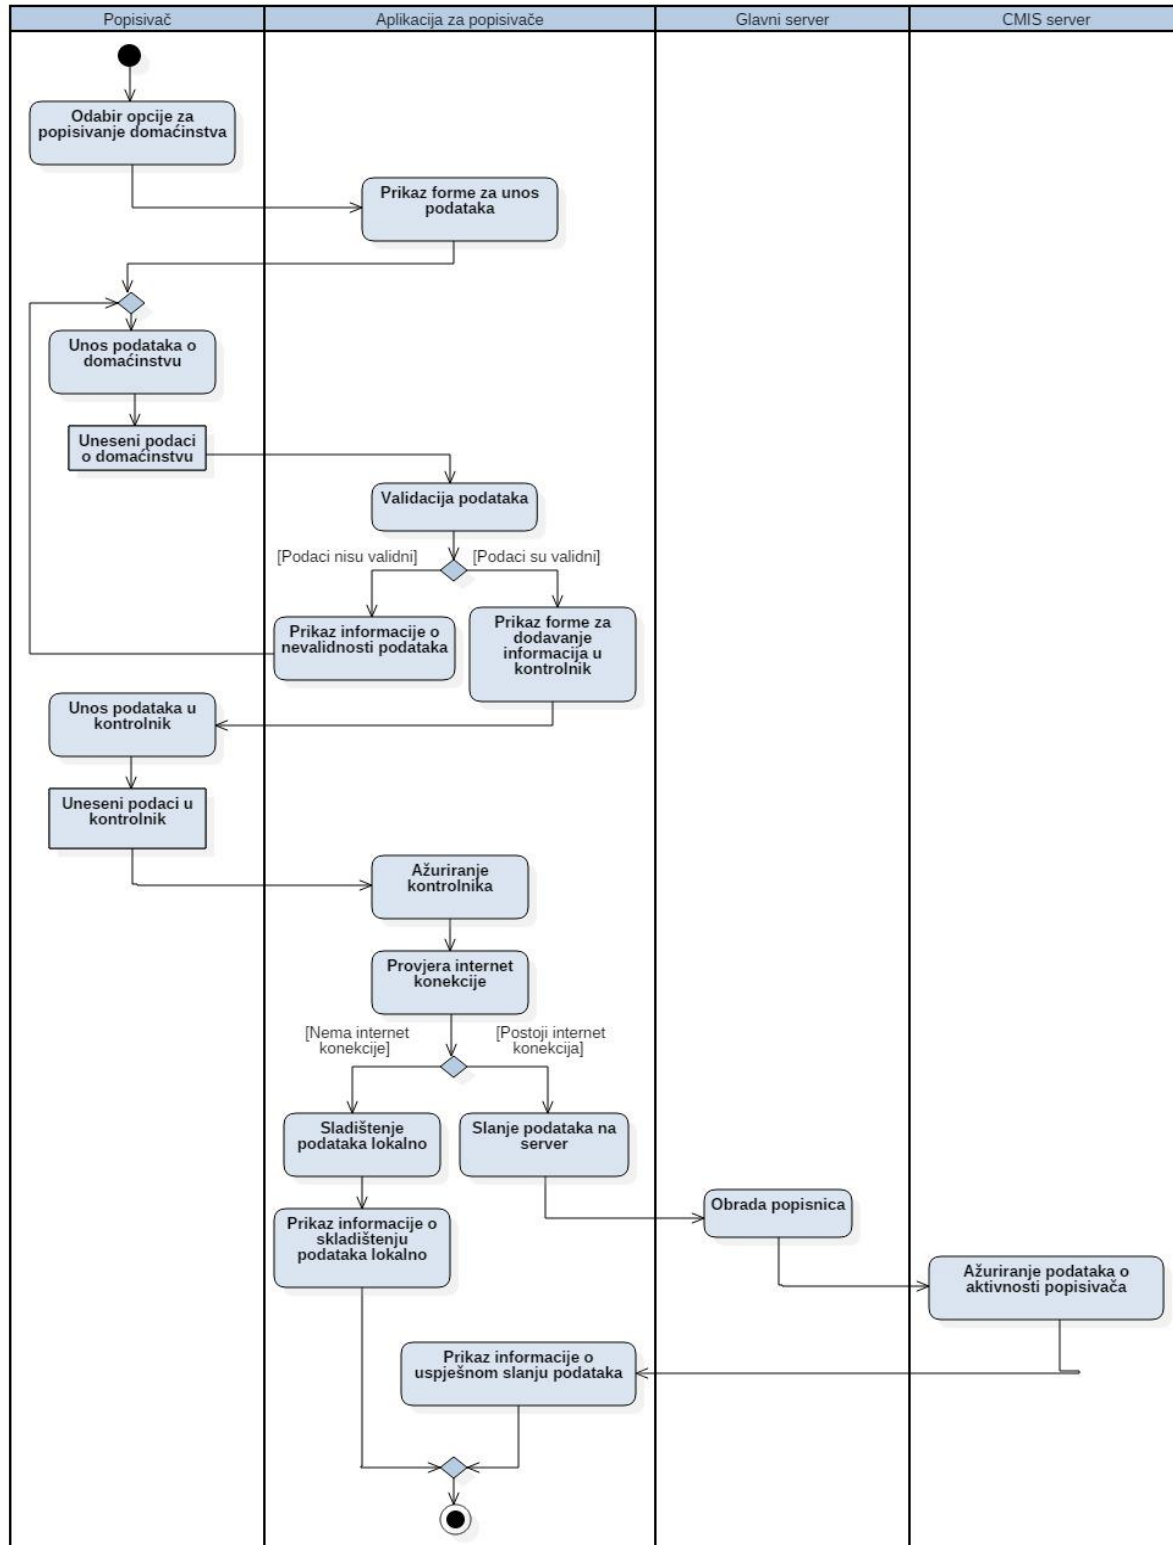 Popisivač
Aplikacija za popisivače
Glavni server
CMIS server
Odabir opcije za
popisivanje domaćinstva
Prikaz forme za unos
podataka
Unos podataka o
domaćinstvu
Uneseni podaci
o domaćinstvu
Validacija podataka
[Podaci nisu validni]
[Podaci su validni]
Prikaz informacije o
nevalidnosti podataka
Prikaz forme za
dodavanje
informacija u
kontrolnik
Unos podataka u
kontrolnik
Uneseni podaci u
kontrolnik
Ažuriranje
kontrolnika
Provjera internet
konekcije
[Nema internet
konekcije]
[Postoji internet
konekcija]
Sladištenje
podataka lokalno
Slanje podataka na
server
Obrada popisnica
Prikaz informacije o
skladištenju
podataka lokalno
Ažuriranje podataka o
aktivnosti popisivača
Prikaz informacije o
uspješnom slanju podataka